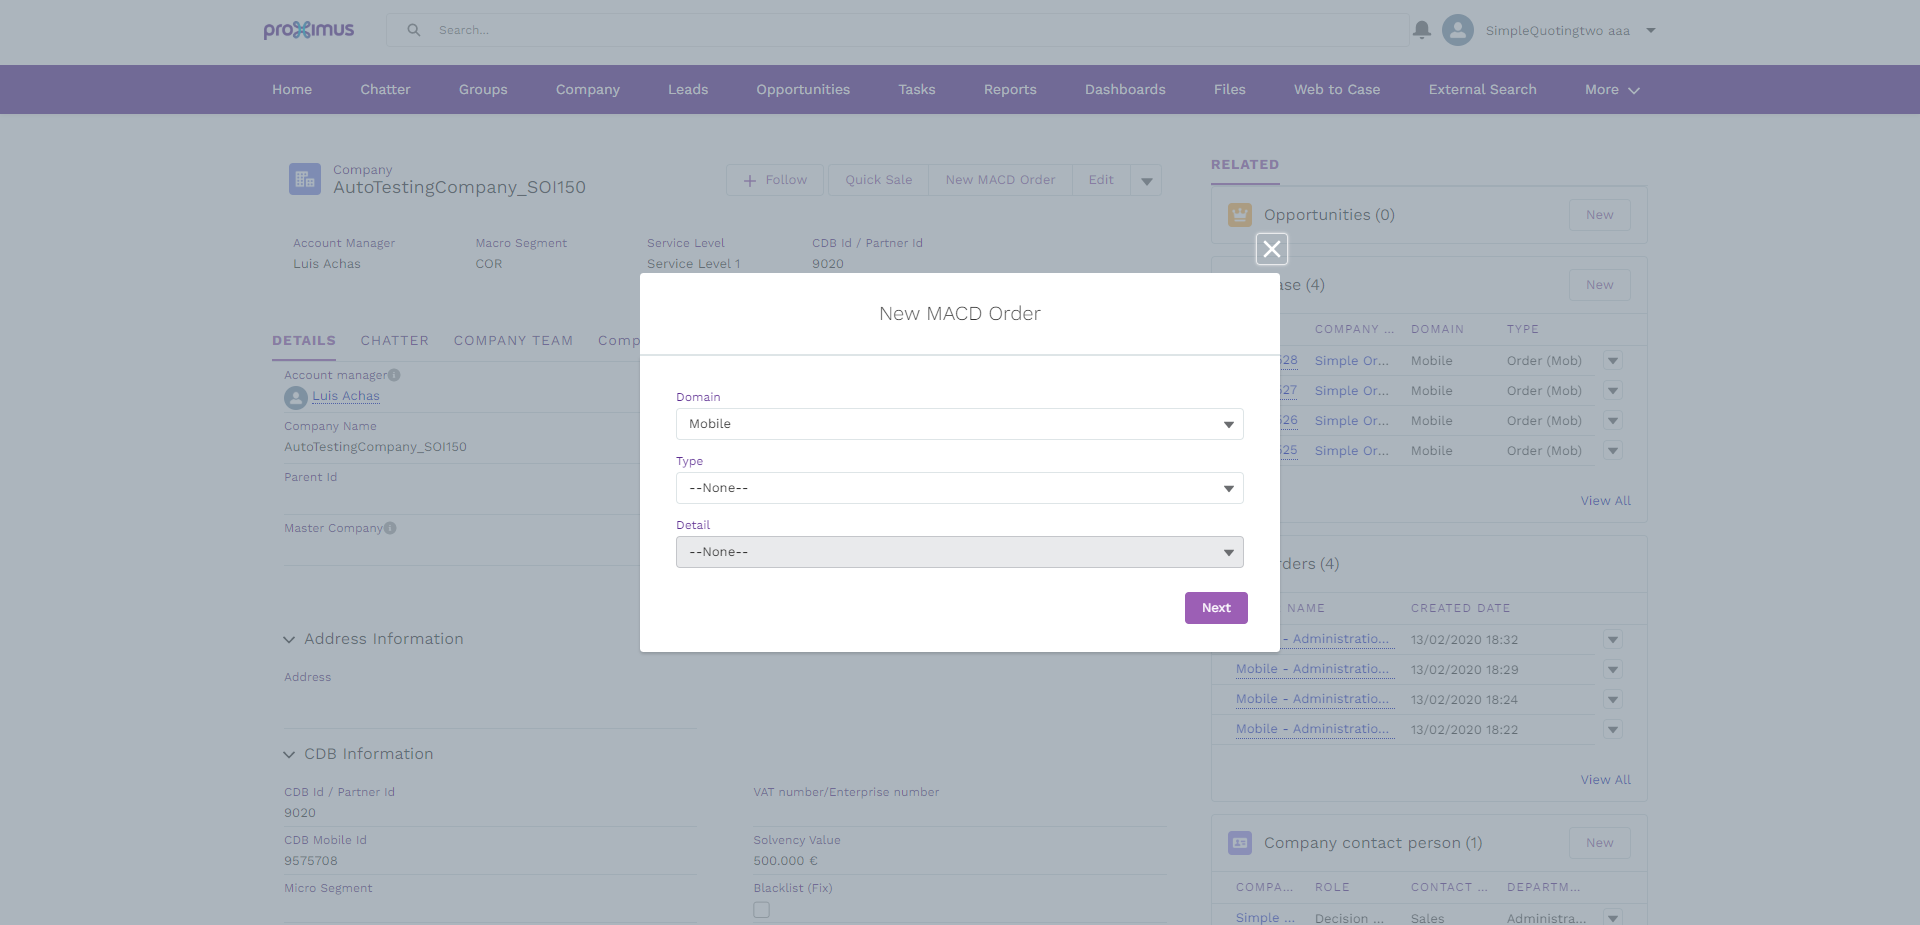 proximus
Search...
SimpleQuotingtwo aaa
Home
Chatter
Groups
Company
Leads
Opportunities
Tasks
Reports
Dashboards
Files
Web to Case
External Search
More
Company
AutoTestingCompany_SOI150
Follow
Quick Sale
New MACD Order
Edit
Account Manager
Luis Achas
Macro Segment
COR
Service Level
Service Level 1
CDB Id / Partner Id
9020
DETAILS
CHATTER
COMPANY TEAM
Comp
Account manager
Luis Achas
Company Name
AutoTestingCompany_SOI150
Parent Id
Master Company
Address Information
Address
CDB Information
CDB Id / Partner Id
9020
VAT number/Enterprise number
CDB Mobile Id
9575708
Solvency Value
500.000 €
Micro Segment
Blacklist (Fix)
New MACD Order
Domain
Mobile
Type
--None--
Detail
--None--
Next
RELATED
Opportunities (0)
New
ase (4)
New
COMPANY ...
DOMAIN
TYPE
28 Simple Or... Mobile Order (Mob)
527 Simple Or... Mobile Order (Mob)
26 Simple Or... Mobile Order (Mob)
25 Simple Or... Mobile Order (Mob)
View All
ders (4)
NAME
CREATED DATE
- Administratio... 13/02/2020 18:32
Mobile - Administratio... 13/02/2020 18:29
Mobile - Administratio... 13/02/2020 18:24
Mobile - Administratio... 13/02/2020 18:22
View All
Company contact person (1)
New
COMPA...
ROLE
CONTACT ...
DEPARTM...
Simple ... Decision ... Sales Administra...